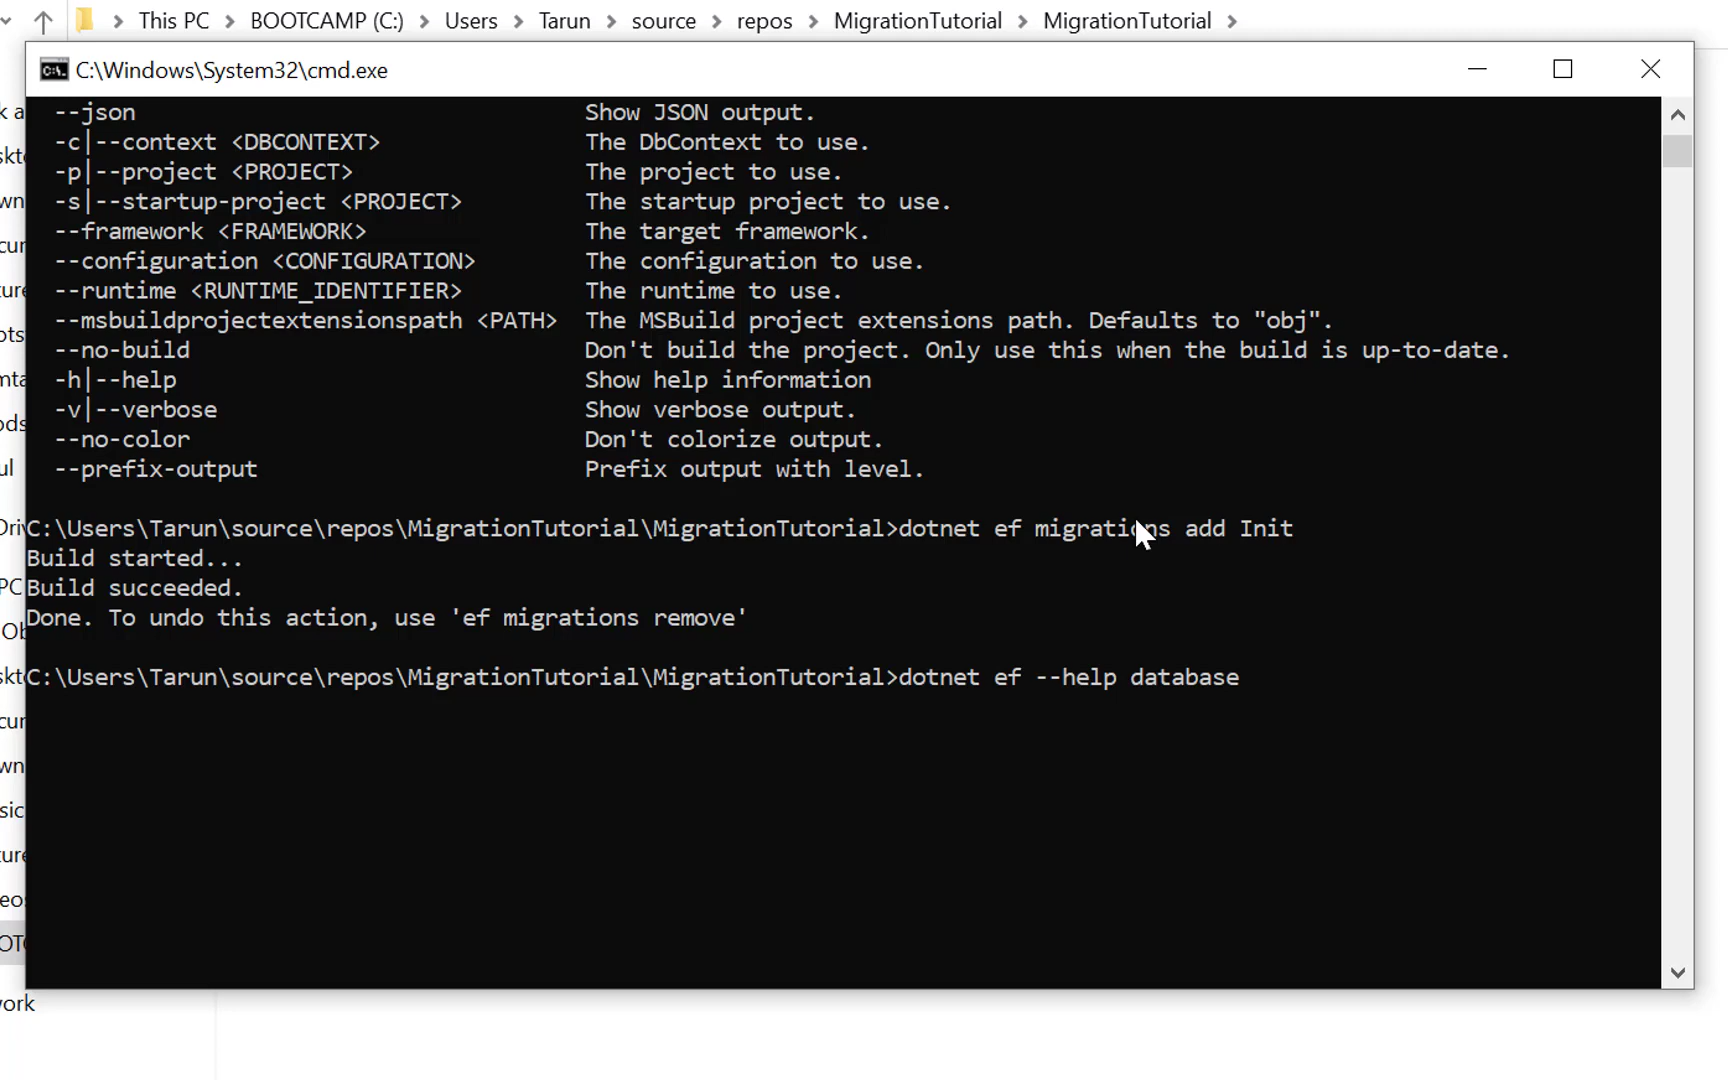 This PC > BOOTCAMP (C:) > Users > Tarun > source > repos > MigrationTutorial > MigrationTutorial >
C:\Windows\System32\cmd.exe
--json Show JSON output.
-c|--context <DBCONTEXT> The DbContext to use.
-p|--project <PROJECT> The project to use.
-s|--startup-project <PROJECT> The startup project to use.
--framework <FRAMEWORK> The target framework.
--configuration <CONFIGURATION> The configuration to use.
--runtime <RUNTIME_IDENTIFIER> The runtime to use.
--msbuildprojectextensionspath <PATH> The MSBuild project extensions path. Defaults to "obj".
--no-build Don't build the project. Only use this when the build is up-to-date.
-h|--help Show help information
-v|--verbose Show verbose output.
--no-color Don't colorize output.
--prefix-output Prefix output with level.
C:\Users\Tarun\source\repos\MigrationTutorial\MigrationTutorial>dotnet ef migrations add Init
Build started...
Build succeeded.
Done. To undo this action, use 'ef migrations remove'
C:\Users\Tarun\source\repos\MigrationTutorial\MigrationTutorial>dotnet ef --help database